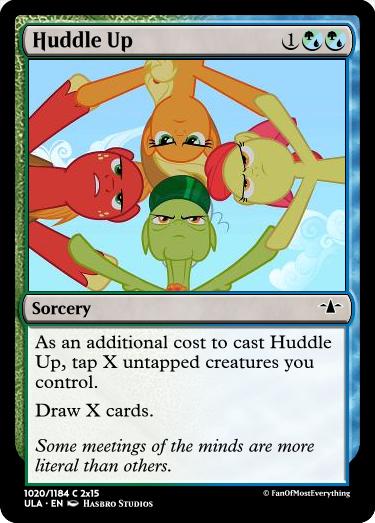 Huddle Up 1
Sorcery
As an additional cost to cast Huddle
Up, tap X untapped creatures you
control.
Draw X cards.
Some meetings of the minds are more
literal than others.
1020/1184 C 2x15
ULA • EN Hasbro Studios
© FanOfMostEverything